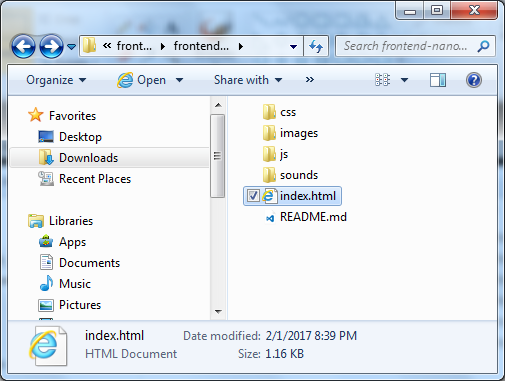 « front... ▸ frontend... ▸
Search frontend-nano...
Organize Open Share with »
Favorites
Desktop
Downloads
Recent Places
Libraries
Apps
Documents
Music
Pictures
css
images
js
sounds
index.html
README.md
index.html Date modified: 2/1/2017 8:39 PM
HTML Document Size: 1.16 KB